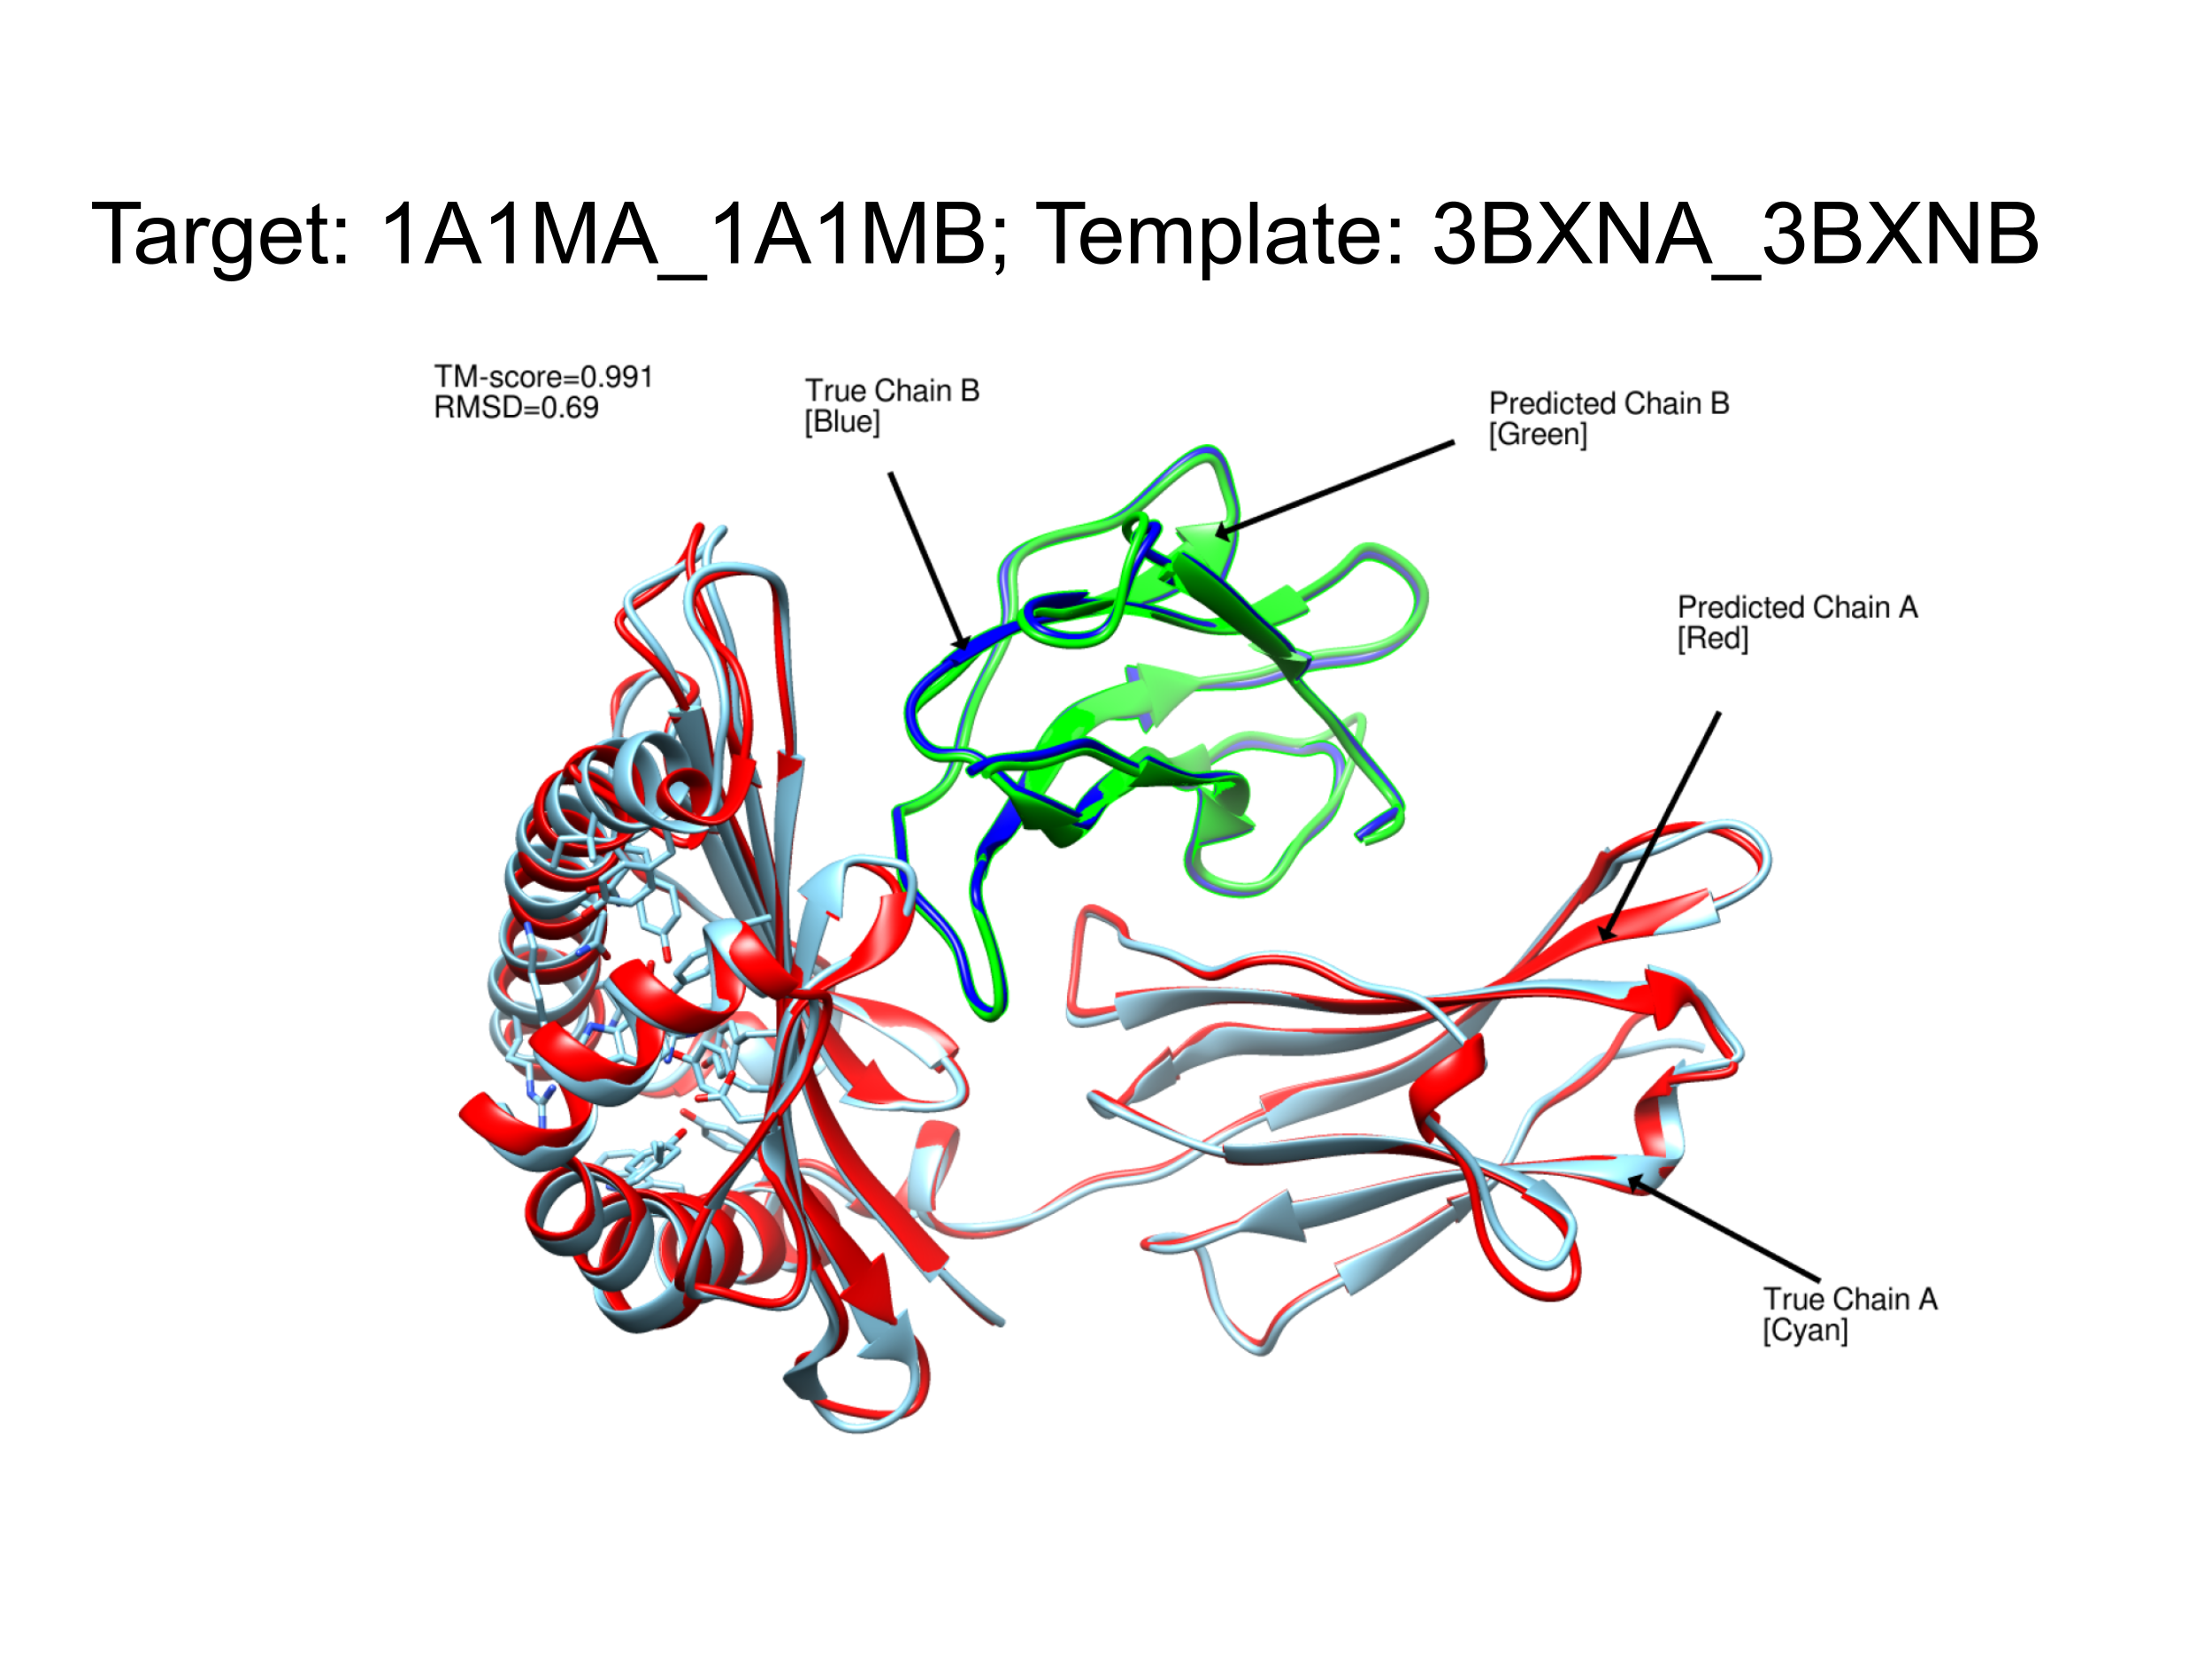 Target: 1A1MA_1A1MB; Template: 3BXNA_3BXNB
TM-score=0.991
RMSD=0.69
True Chain B
[Blue]
Predicted Chain B
[Green]
Predicted Chain A
[Red]
True Chain A
[Cyan]